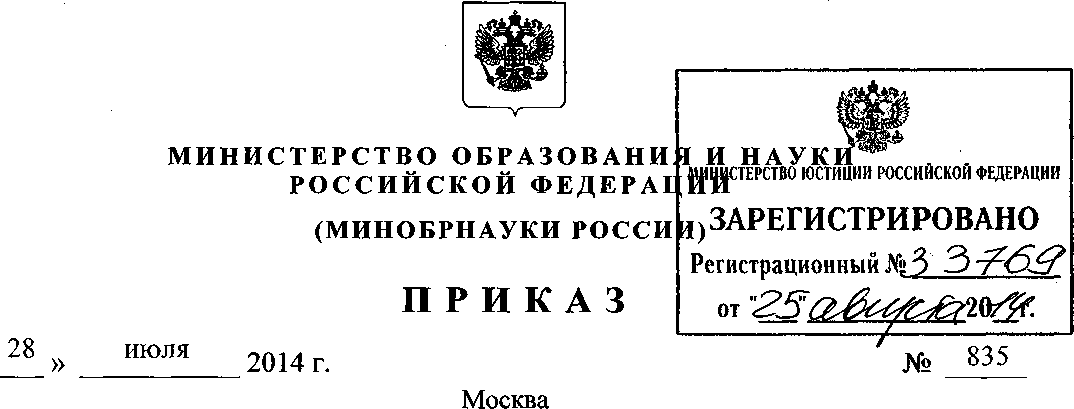 МИНИСТЕРСТВО ОБРАЗОВАНИЯ И НАУКИ
РОССИЙСКОЙ ФЕДЕРАЦИИ
(МИНОБРНАУКИ РОССИИ)
МИНИСТЕРСТВО ЮСТИЦИИ РОССИЙСКОЙ ФЕДЕРАЦИИ
ЗАРЕГИСТРИРОВАНО
Регистрационный № 33769
от "25" августа 2014г.
ПРИКАЗ
28 » июля 2014 г.
№ 835
Москва